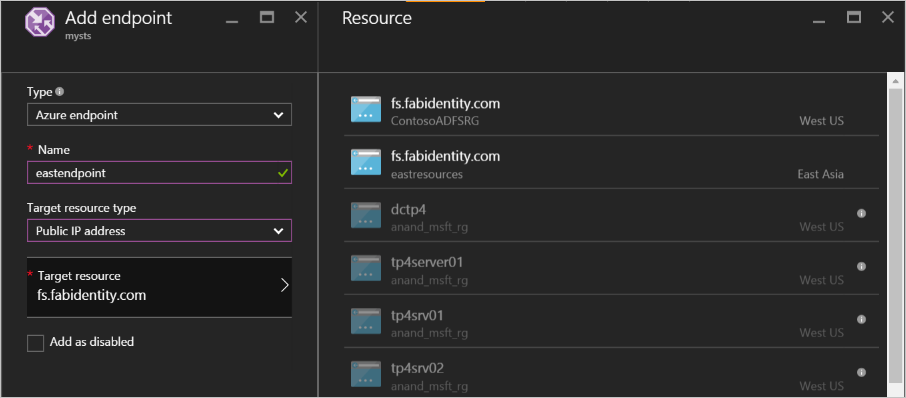 Add endpoint
mysts
Type
Azure endpoint
* Name
eastendpoint
Target resource type
Public IP address
* Target resource
fs.fabidentity.com
Add as disabled
Resource
fs.fabidentity.com
ContosoADFSRG West US
fs.fabidentity.com
eastresources East Asia
dctp4
anand_msft_rg West US
tp4server01
anand_msft_rg West US
tp4srv01
anand_msft_rg West US
tp4srv02
anand_msft_rg West US